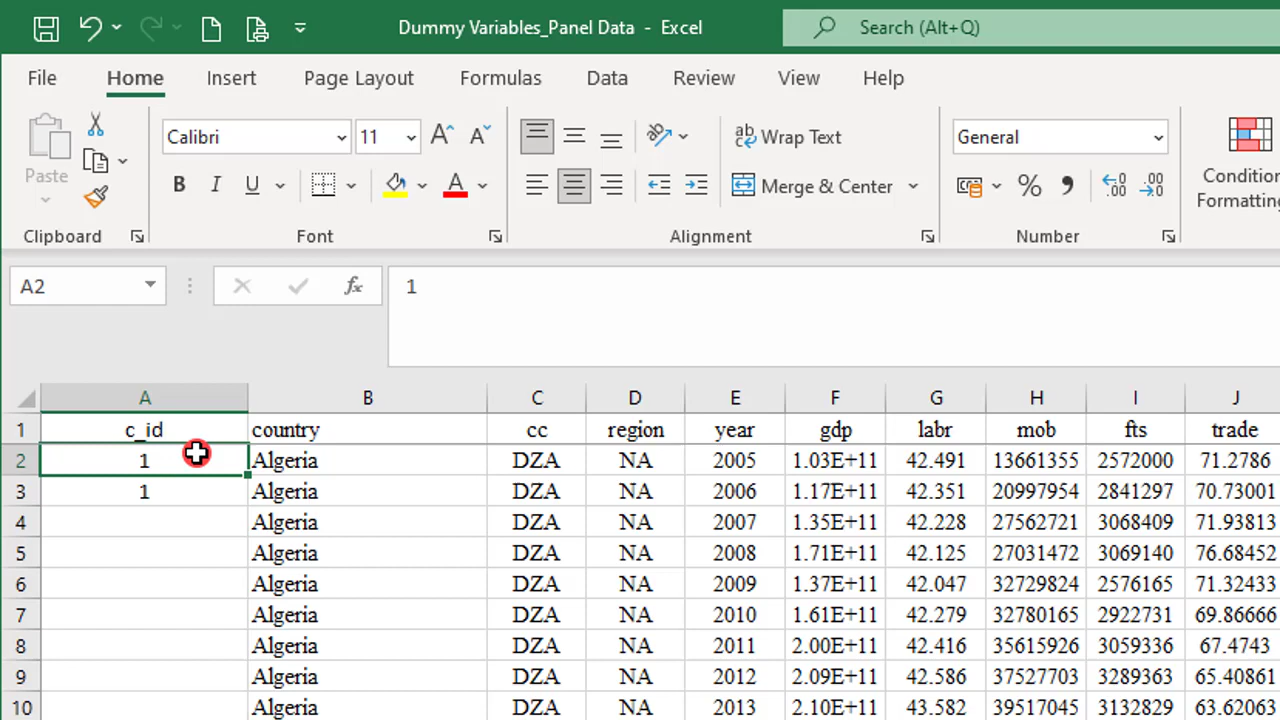 Dummy Variables_Panel Data - Excel
Search (Alt+Q)
File Home Insert Page Layout Formulas Data Review View Help
Paste
Calibri 11
B I U A
ab Wrap Text
Merge & Center
General
% 9 .00 .00
Condition
Formatting
Clipboard Font Alignment Number
A2 fx 1
A B C D E F G H I J
1 c_id country cc region year gdp labr mob fts trade
2 1 Algeria DZA NA 2005 1.03E+11 42.491 13661355 2572000 71.2786
3 1 Algeria DZA NA 2006 1.17E+11 42.351 20997954 2841297 70.73001
4 Algeria DZA NA 2007 1.35E+11 42.228 27562721 3068409 71.93813
5 Algeria DZA NA 2008 1.71E+11 42.125 27031472 3069140 76.68452
6 Algeria DZA NA 2009 1.37E+11 42.047 32729824 2576165 71.32433
7 Algeria DZA NA 2010 1.61E+11 42.279 32780165 2922731 69.86666
8 Algeria DZA NA 2011 2.00E+11 42.416 35615926 3059336 67.4743
9 Algeria DZA NA 2012 2.09E+11 42.586 37527703 3289363 65.40861
10 Algeria DZA NA 2013 2.10E+11 43.582 39517045 3132829 63.62063